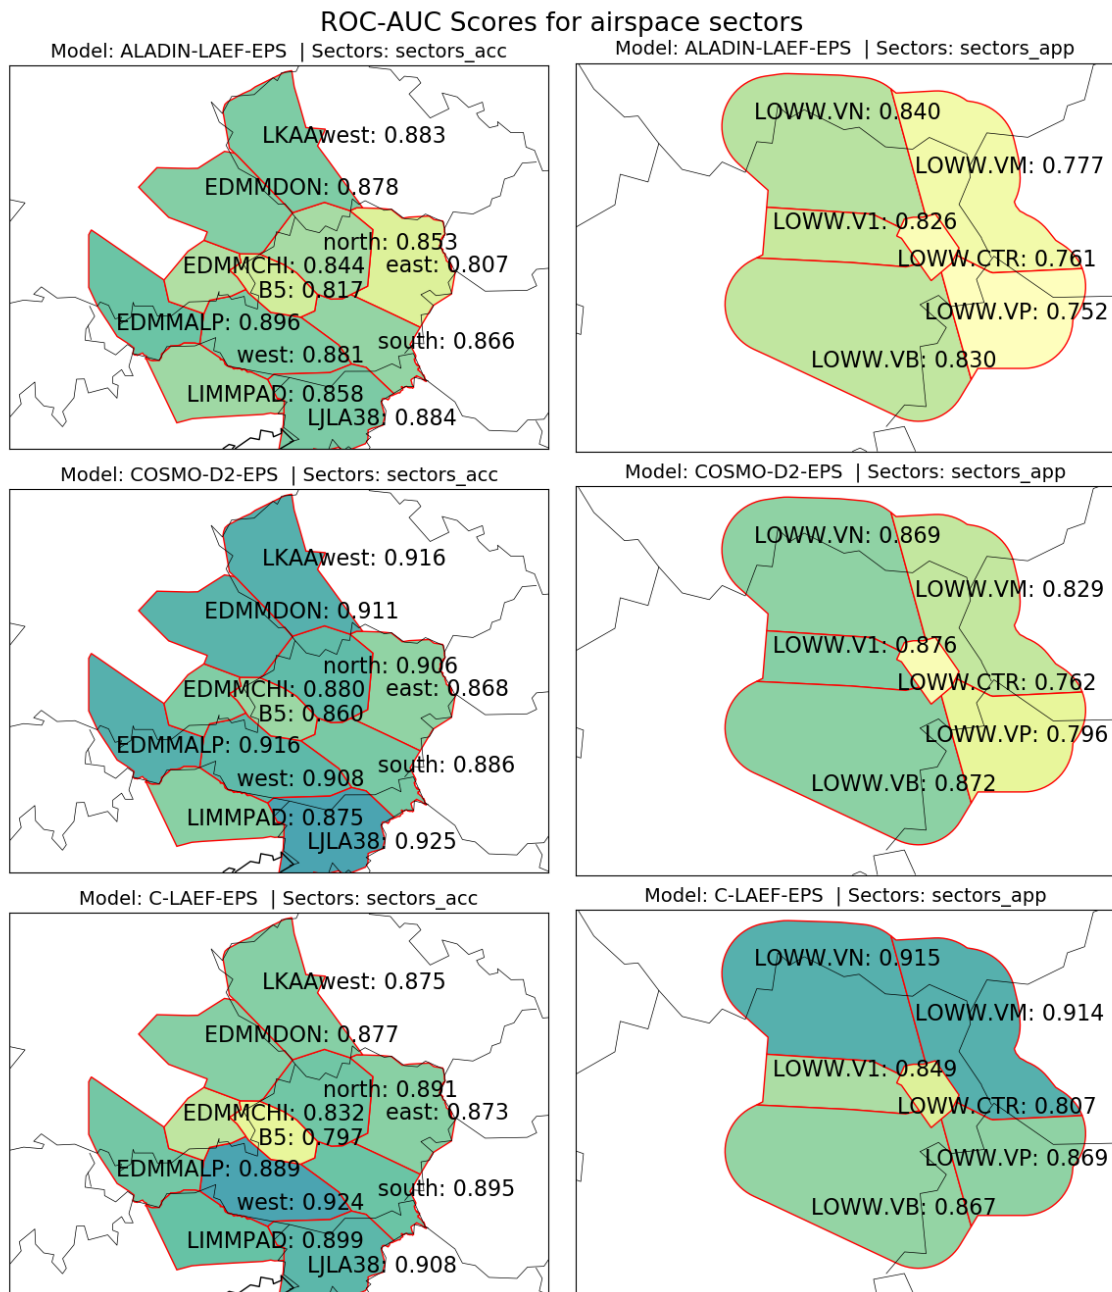 ROC-AUC Scores for airspace sectors
Model: ALADIN-LAEF-EPS | Sectors: sectors_acc
LKAAwest: 0.883
EDMMDON: 0.878
north: 0.853
EDMMCHI: 0.844
east: 0.807
B5: 0.817
EDMMALP: 0.896
south: 0.866
west: 0.881
LIMMPAD: 0.858
LJLA38: 0.884
Model: ALADIN-LAEF-EPS | Sectors: sectors_app
LOWW.VN: 0.840
LOWW.VM: 0.777
LOWW.V1: 0.826
LOWW.CTR: 0.761
LOWW.VP: 0.752
LOWW.VB: 0.830
Model: COSMO-D2-EPS | Sectors: sectors_acc
LKAAwest: 0.916
EDMMDON: 0.911
north: 0.906
EDMMCHI: 0.880
east: 0.868
B5: 0.860
EDMMALP: 0.916
south: 0.886
west: 0.908
LIMMPAD: 0.875
LJLA38: 0.925
Model: COSMO-D2-EPS | Sectors: sectors_app
LOWW.VN: 0.869
LOWW.VM: 0.829
LOWW.V1: 0.876
LOWW.CTR: 0.762
LOWW.VP: 0.796
LOWW.VB: 0.872
Model: C-LAEF-EPS | Sectors: sectors_acc
LKAAwest: 0.875
EDMMDON: 0.877
north: 0.891
EDMMCHI: 0.832
east: 0.873
B5: 0.797
EDMMALP: 0.889
south: 0.895
west: 0.924
LIMMPAD: 0.899
LJLA38: 0.908
Model: C-LAEF-EPS | Sectors: sectors_app
LOWW.VN: 0.915
LOWW.VM: 0.914
LOWW.V1: 0.849
LOWW.CTR: 0.807
LOWW.VP: 0.869
LOWW.VB: 0.867